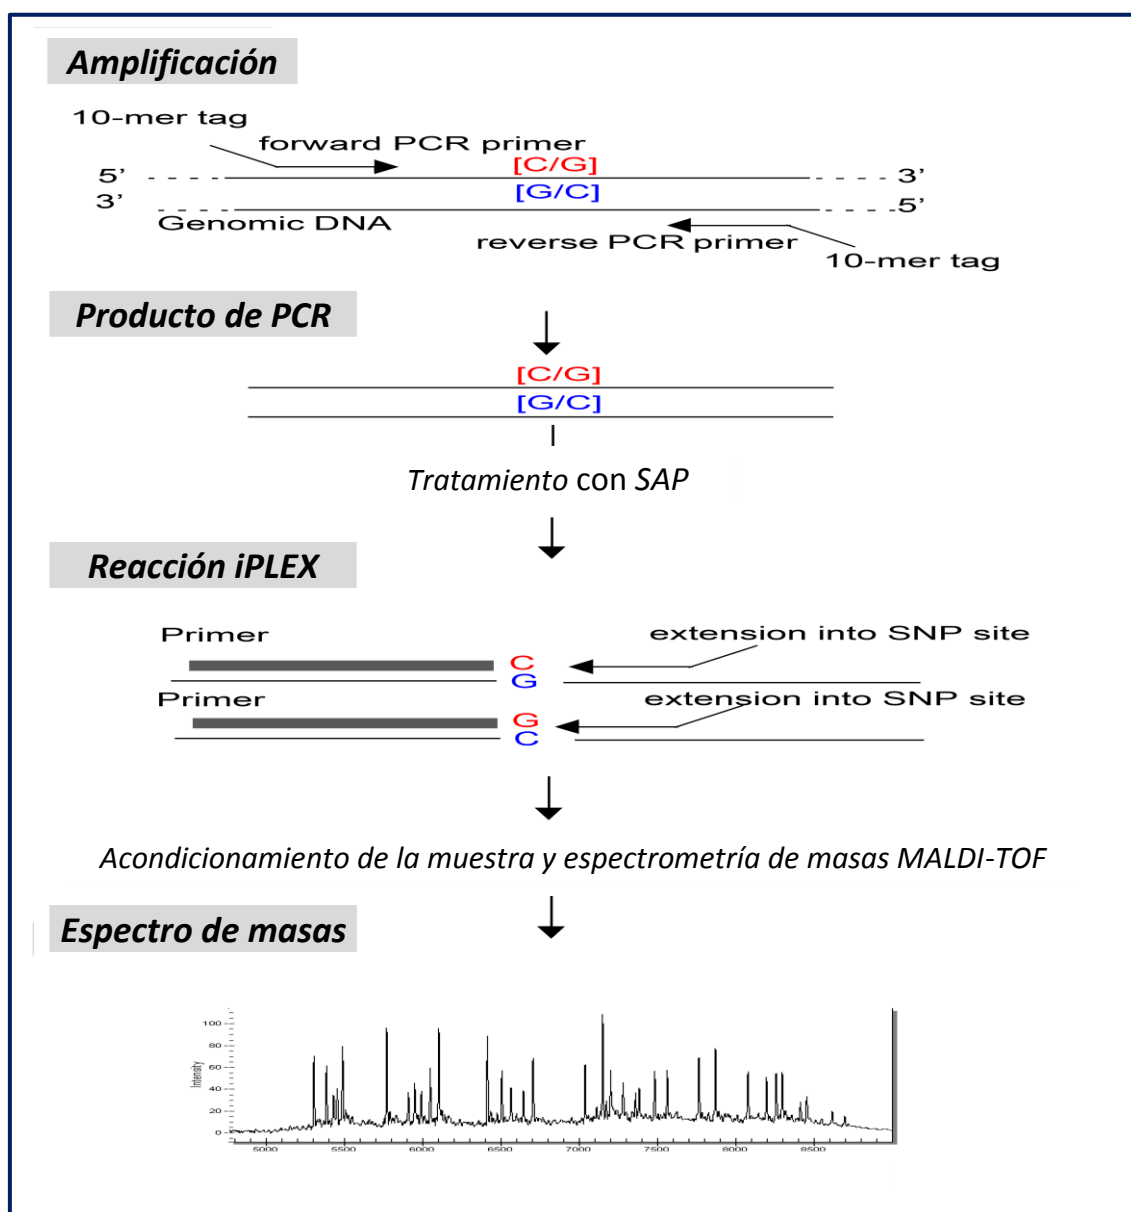 Amplificación
10-mer tag
forward PCR primer
[C/G]
5’ 3’
[G/C]
3’ 5’
Genomic DNA
reverse PCR primer
10-mer tag
Producto de PCR
[C/G]
[G/C]
Tratamiento con SAP
Reacción iPLEX
Primer
extension into SNP site
C
G
Primer
extension into SNP site
G
C
Acondicionamiento de la muestra y espectrometría de masas MALDI-TOF
Espectro de masas
Intensity
100
80
60
40
20
0
5000 5500 6000 6500 7000 7500 8000 8500